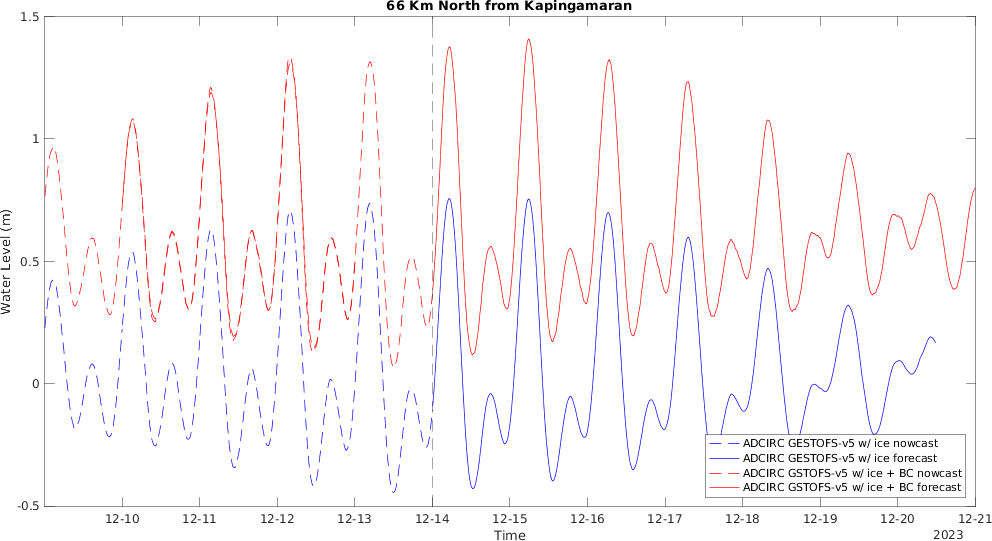 66 Km North from Kapingamaran
Water Level (m)
1.5
1
0.5
0
-0.5
12-10 12-11 12-12 12-13 12-14 12-15 12-16 12-17 12-18 12-19 12-20 12-21
Time
2023
ADCIRC GESTOFS-v5 w/ ice nowcast
ADCIRC GESTOFS-v5 w/ ice forecast
ADCIRC GSTOFS-v5 w/ ice + BC nowcast
ADCIRC GSTOFS-v5 w/ ice + BC forecast